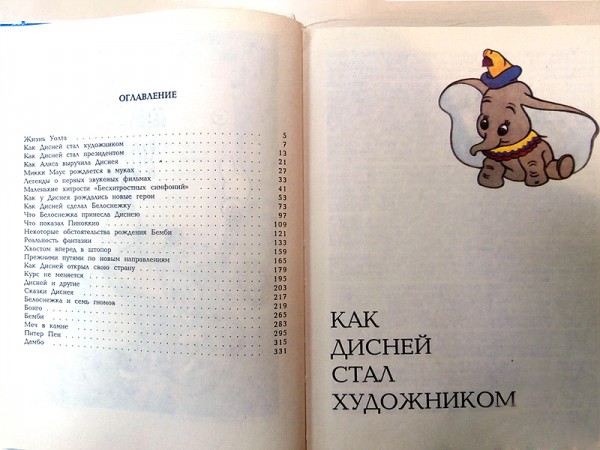 ОГЛАВЛЕНИЕ
Жизнь Уолта 5
Как Дисней стал художником 7
Как Дисней стал президентом 13
Как Алиса выручила Диснея 21
Микки Маус рождается в муках 27
Легенды о первых звуковых фильмах 33
Маленькие хитрости «Бесхитростных симфоний» 41
Как у Диснея рождались новые герои 53
Как Дисней сделал Белоснежку 73
Что Белоснежка принесла Диснею 97
Что показал Пиноккио 109
Некоторые обстоятельства рождения Бемби 121
Реальность фантазии 133
Хвостом вперед в штопор 159
Прежними путями по новым направлениям 165
Как Дисней открыл свою страну 179
Курс не меняется 195
Дисней и другие 203
Сказки Диснея 217
Белоснежка и семь гномов 219
Бонго 265
Бемби 283
Меч в камне 295
Питер Пен 315
Дамбо 331
КАК
ДИСНЕЙ
СТАЛ
ХУДОЖНИКОМ